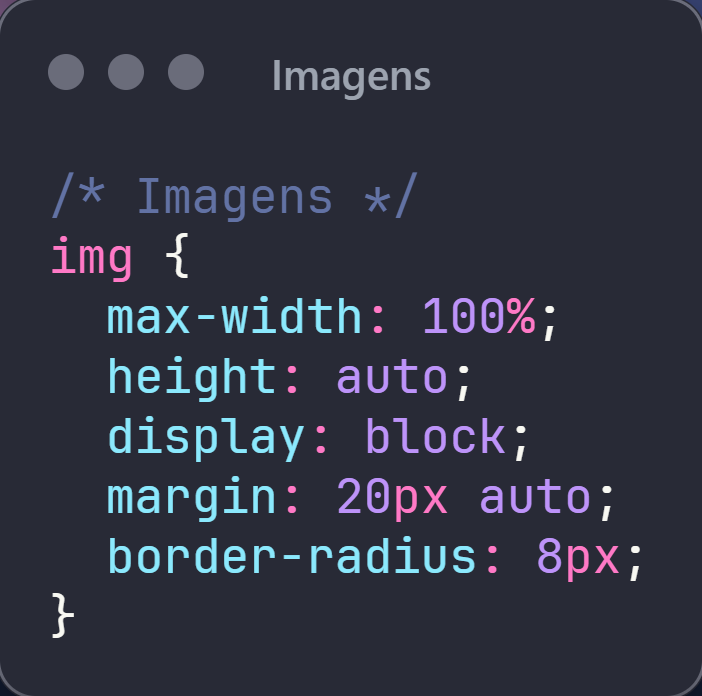 Imagens
/* Imagens */
img {
  max-width: 100%;
  height: auto;
  display: block;
  margin: 20px auto;
  border-radius: 8px;
}